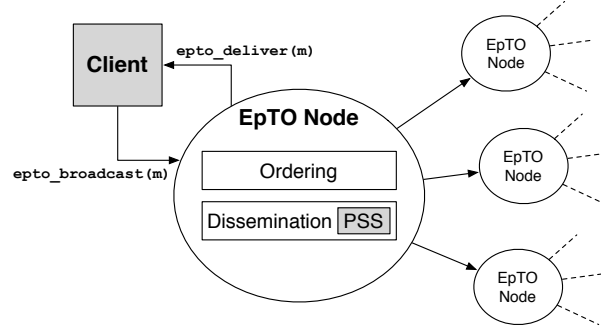 epto_deliver(m)
Client
epto_broadcast(m)
EpTO Node
Ordering
Dissemination PSS
EpTO
Node
EpTO
Node
EpTO
Node